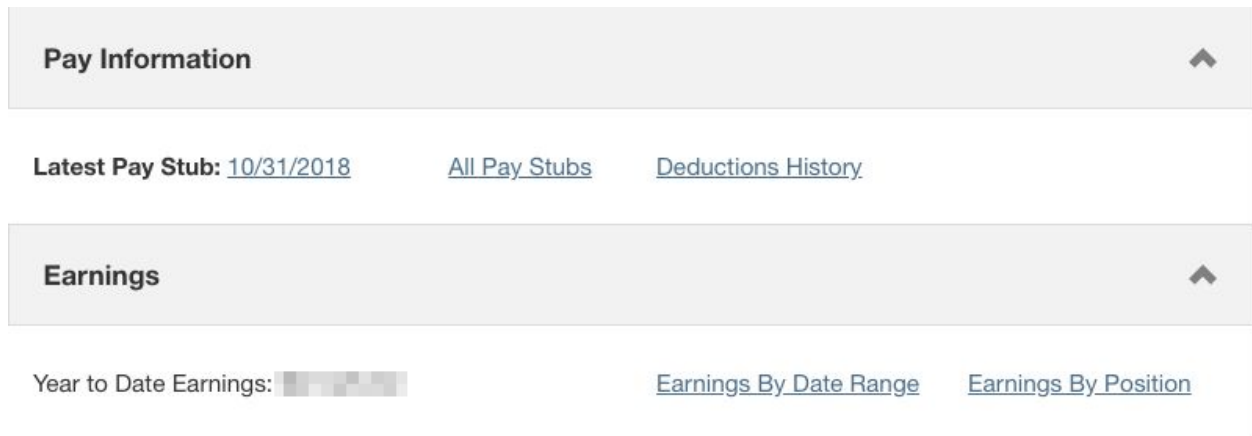 Pay Information
Latest Pay Stub: 10/31/2018 All Pay Stubs Deductions History
Earnings
Year to Date Earnings: Earnings By Date Range Earnings By Position